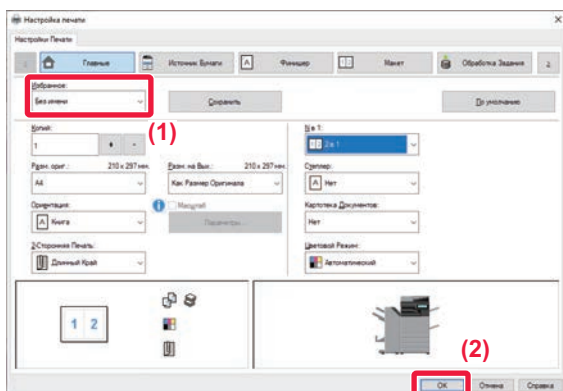 Настройка печати
Настройки Печати
Главные
Источник Бумаги
Финишер
Макет
Обработка Задания
Избранное:
Без имени
Сохранить
По умолчанию
(1)
Копий:
1
N в 1:
2 в 1
Разм. ориг.:
210 x 297 мм.
Разм. на Вых.:
210 x 297 мм.
Степлер:
A4
Как Размер Оригинала
Нет
Ориентация:
Масштаб
Картотека Документов:
Книга
Параметры...
Нет
2-Сторонняя Печать:
Цветовой Режим:
Длинный Край
Автоматический
1 2
(2)
OK
Отмена
Справка